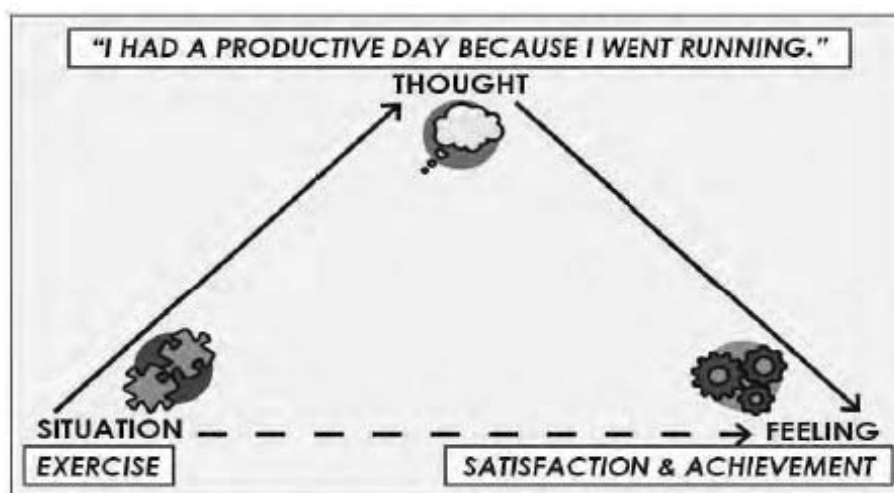 "I HAD A PRODUCTIVE DAY BECAUSE I WENT RUNNING."
THOUGHT
SITUATION
FEELING
EXERCISE
SATISFACTION & ACHIEVEMENT